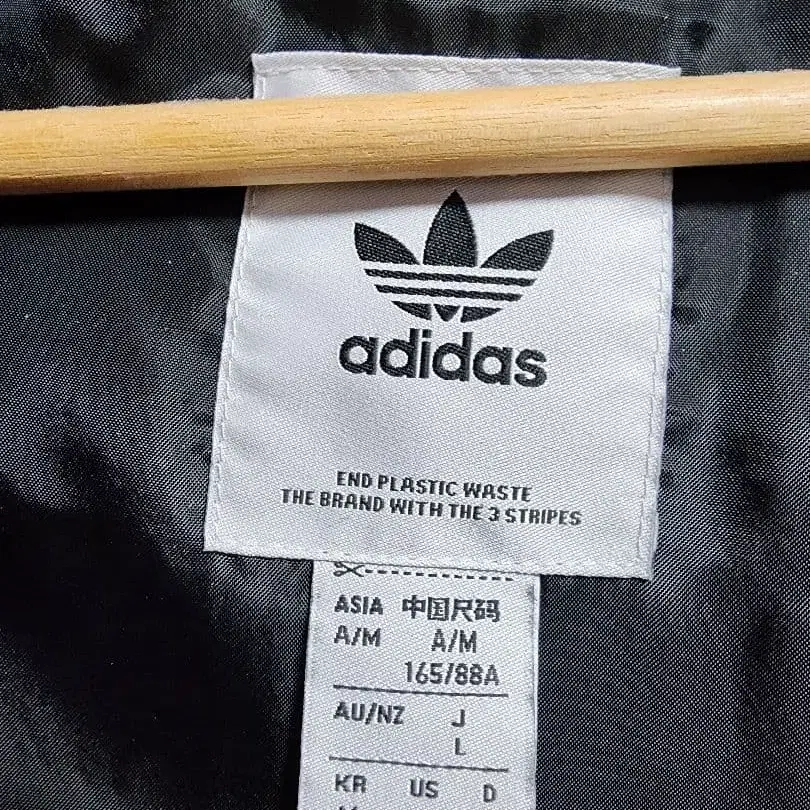 adidas
END PLASTIC WASTE
THE BRAND WITH THE 3 STRIPES
ASIA 中国尺码
A/M A/M
165/88A
AU/NZ J
L
KR US D